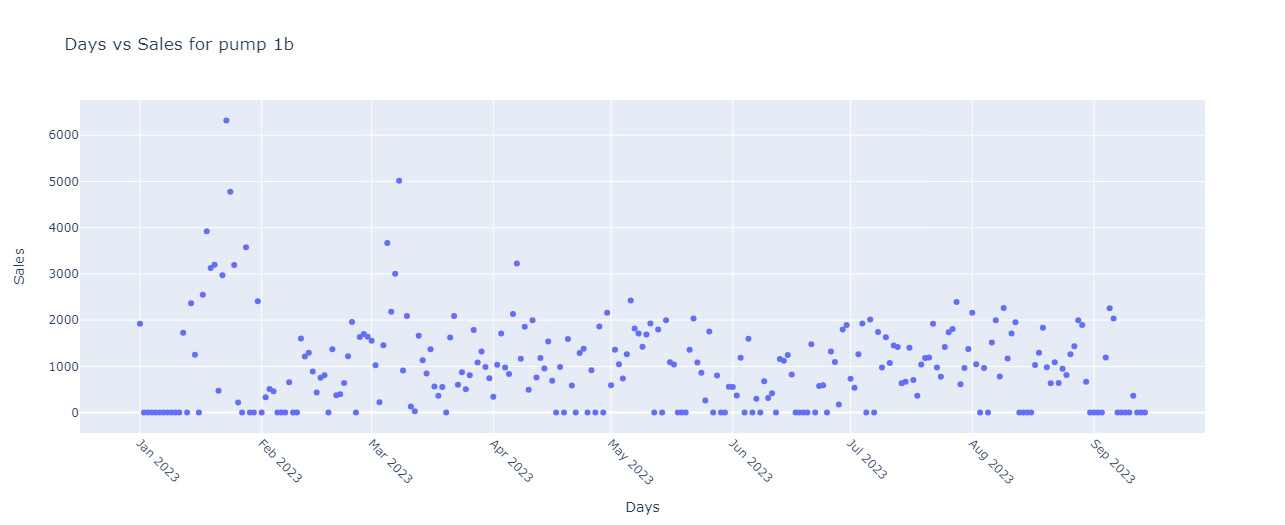 Days vs Sales for pump 1b
6000
5000
4000
3000
2000
1000
0
Sales
Jan 2023
Feb 2023
Mar 2023
Apr 2023
May 2023
Jun 2023
Jul 2023
Aug 2023
Sep 2023
Days